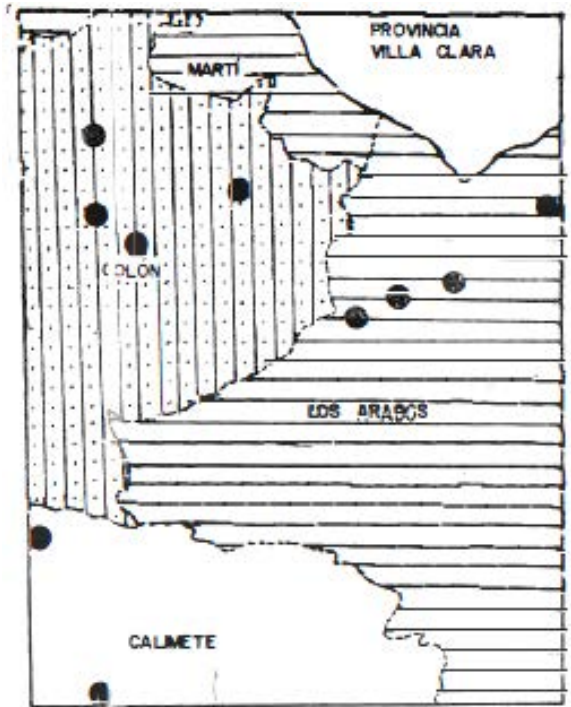 PROVINCIA
VILLA CLARA
MARTÍ
COLÓN
LOS ARABOS
CALIMETE